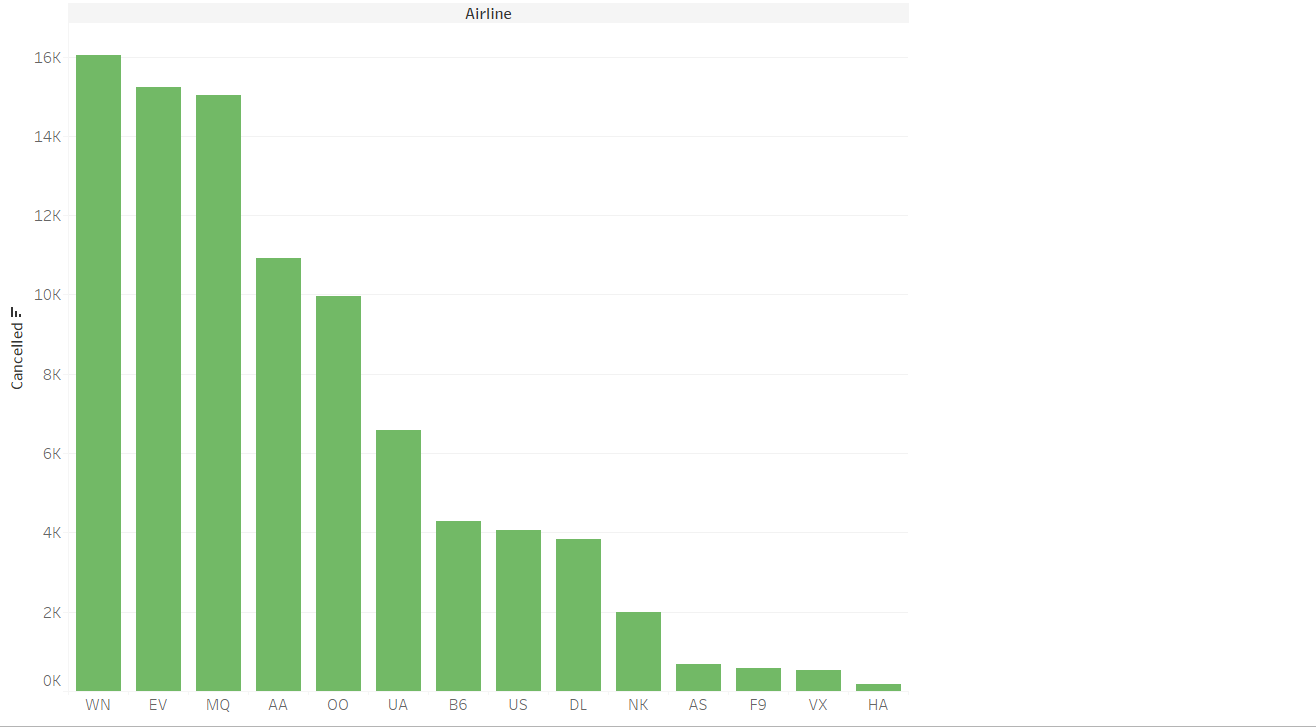 Airline
Cancelled
16K
14K
12K
10K
8K
6K
4K
2K
0K
WN EV MQ AA OO UA B6 US DL NK AS F9 VX HA